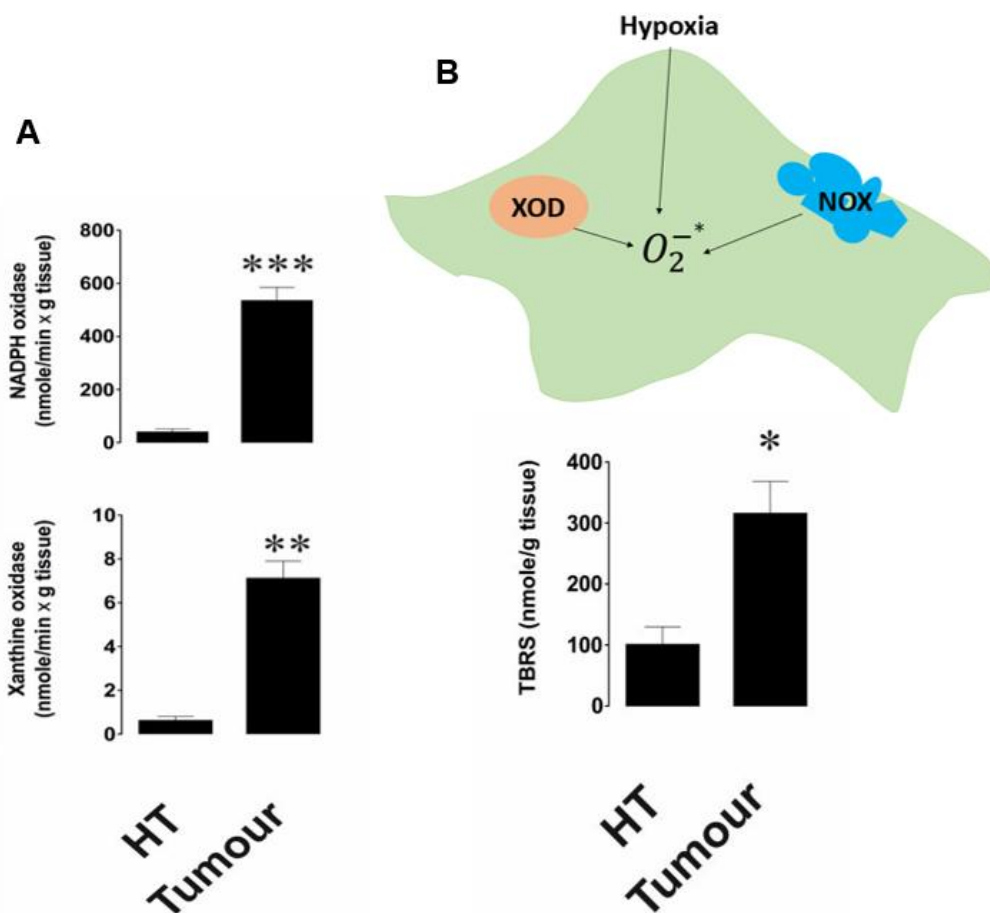 A
NADPH oxidase
(nmole/min x g tissue)
800
600
400
200
0
***
Xanthine oxidase
(nmole/min x g tissue)
10
8
6
4
2
0
**
HT
Tumour
B
Hypoxia
XOD
NOX
O₂⁻*
TBRS (nmole/g tissue)
400
300
200
100
0
*
HT
Tumour